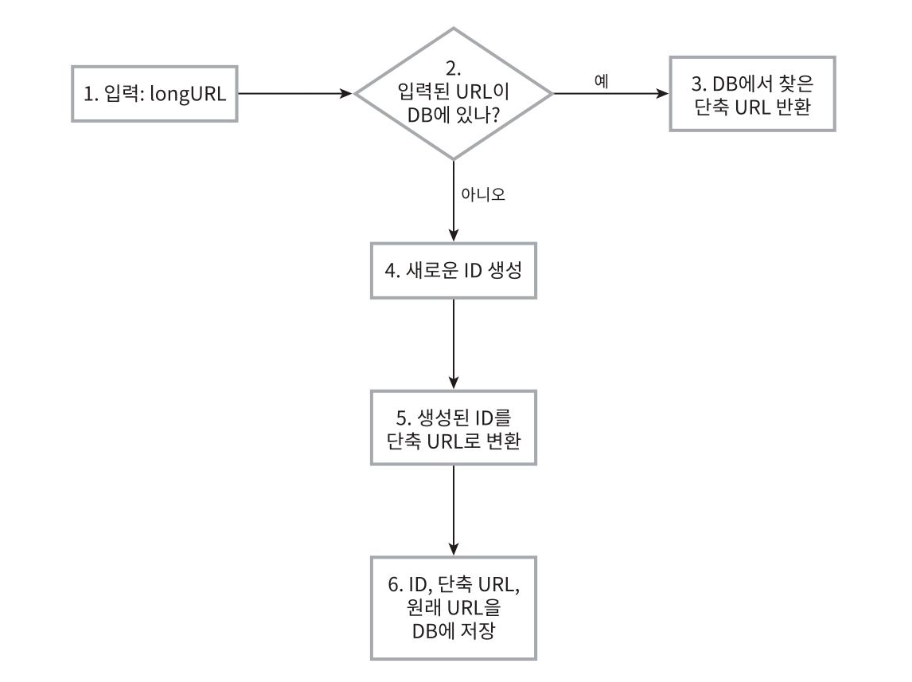 1. 입력: longURL
2.
입력된 URL이
DB에 있나?
예
3. DB에서 찾은
단축 URL 반환
아니오
4. 새로운 ID 생성
5. 생성된 ID를
단축 URL로 변환
6. ID, 단축 URL,
원래 URL을
DB에 저장